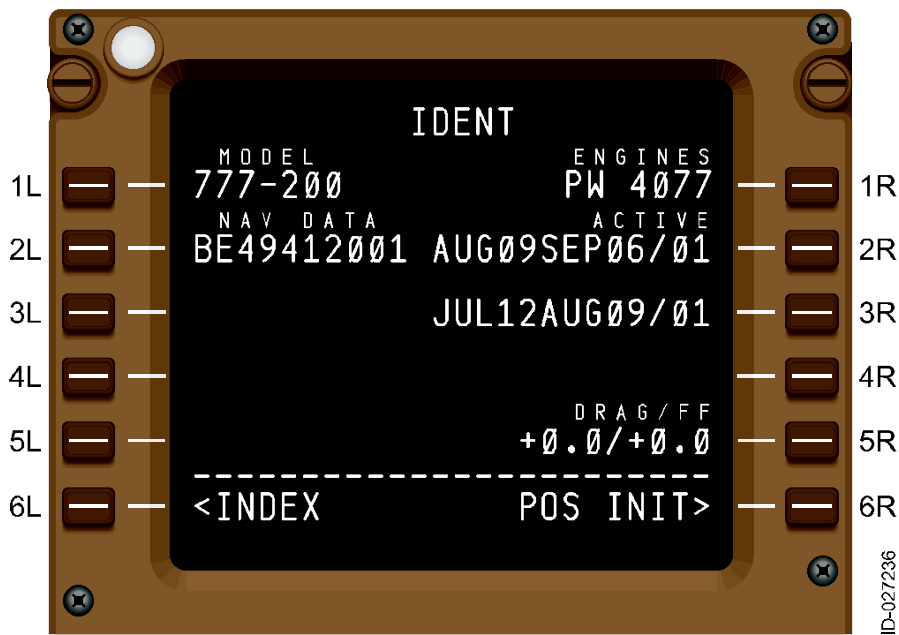 IDENT
MODEL ENGINES
1L 777-200 PW 4077 1R
NAV DATA ACTIVE
2L BE49412001 AUG09SEP06/01 2R
3L JUL12AUG09/01 3R
4L 4R
DRAG/FF
5L +0.0/+0.0 5R
6L <INDEX POS INIT> 6R
ID-027236